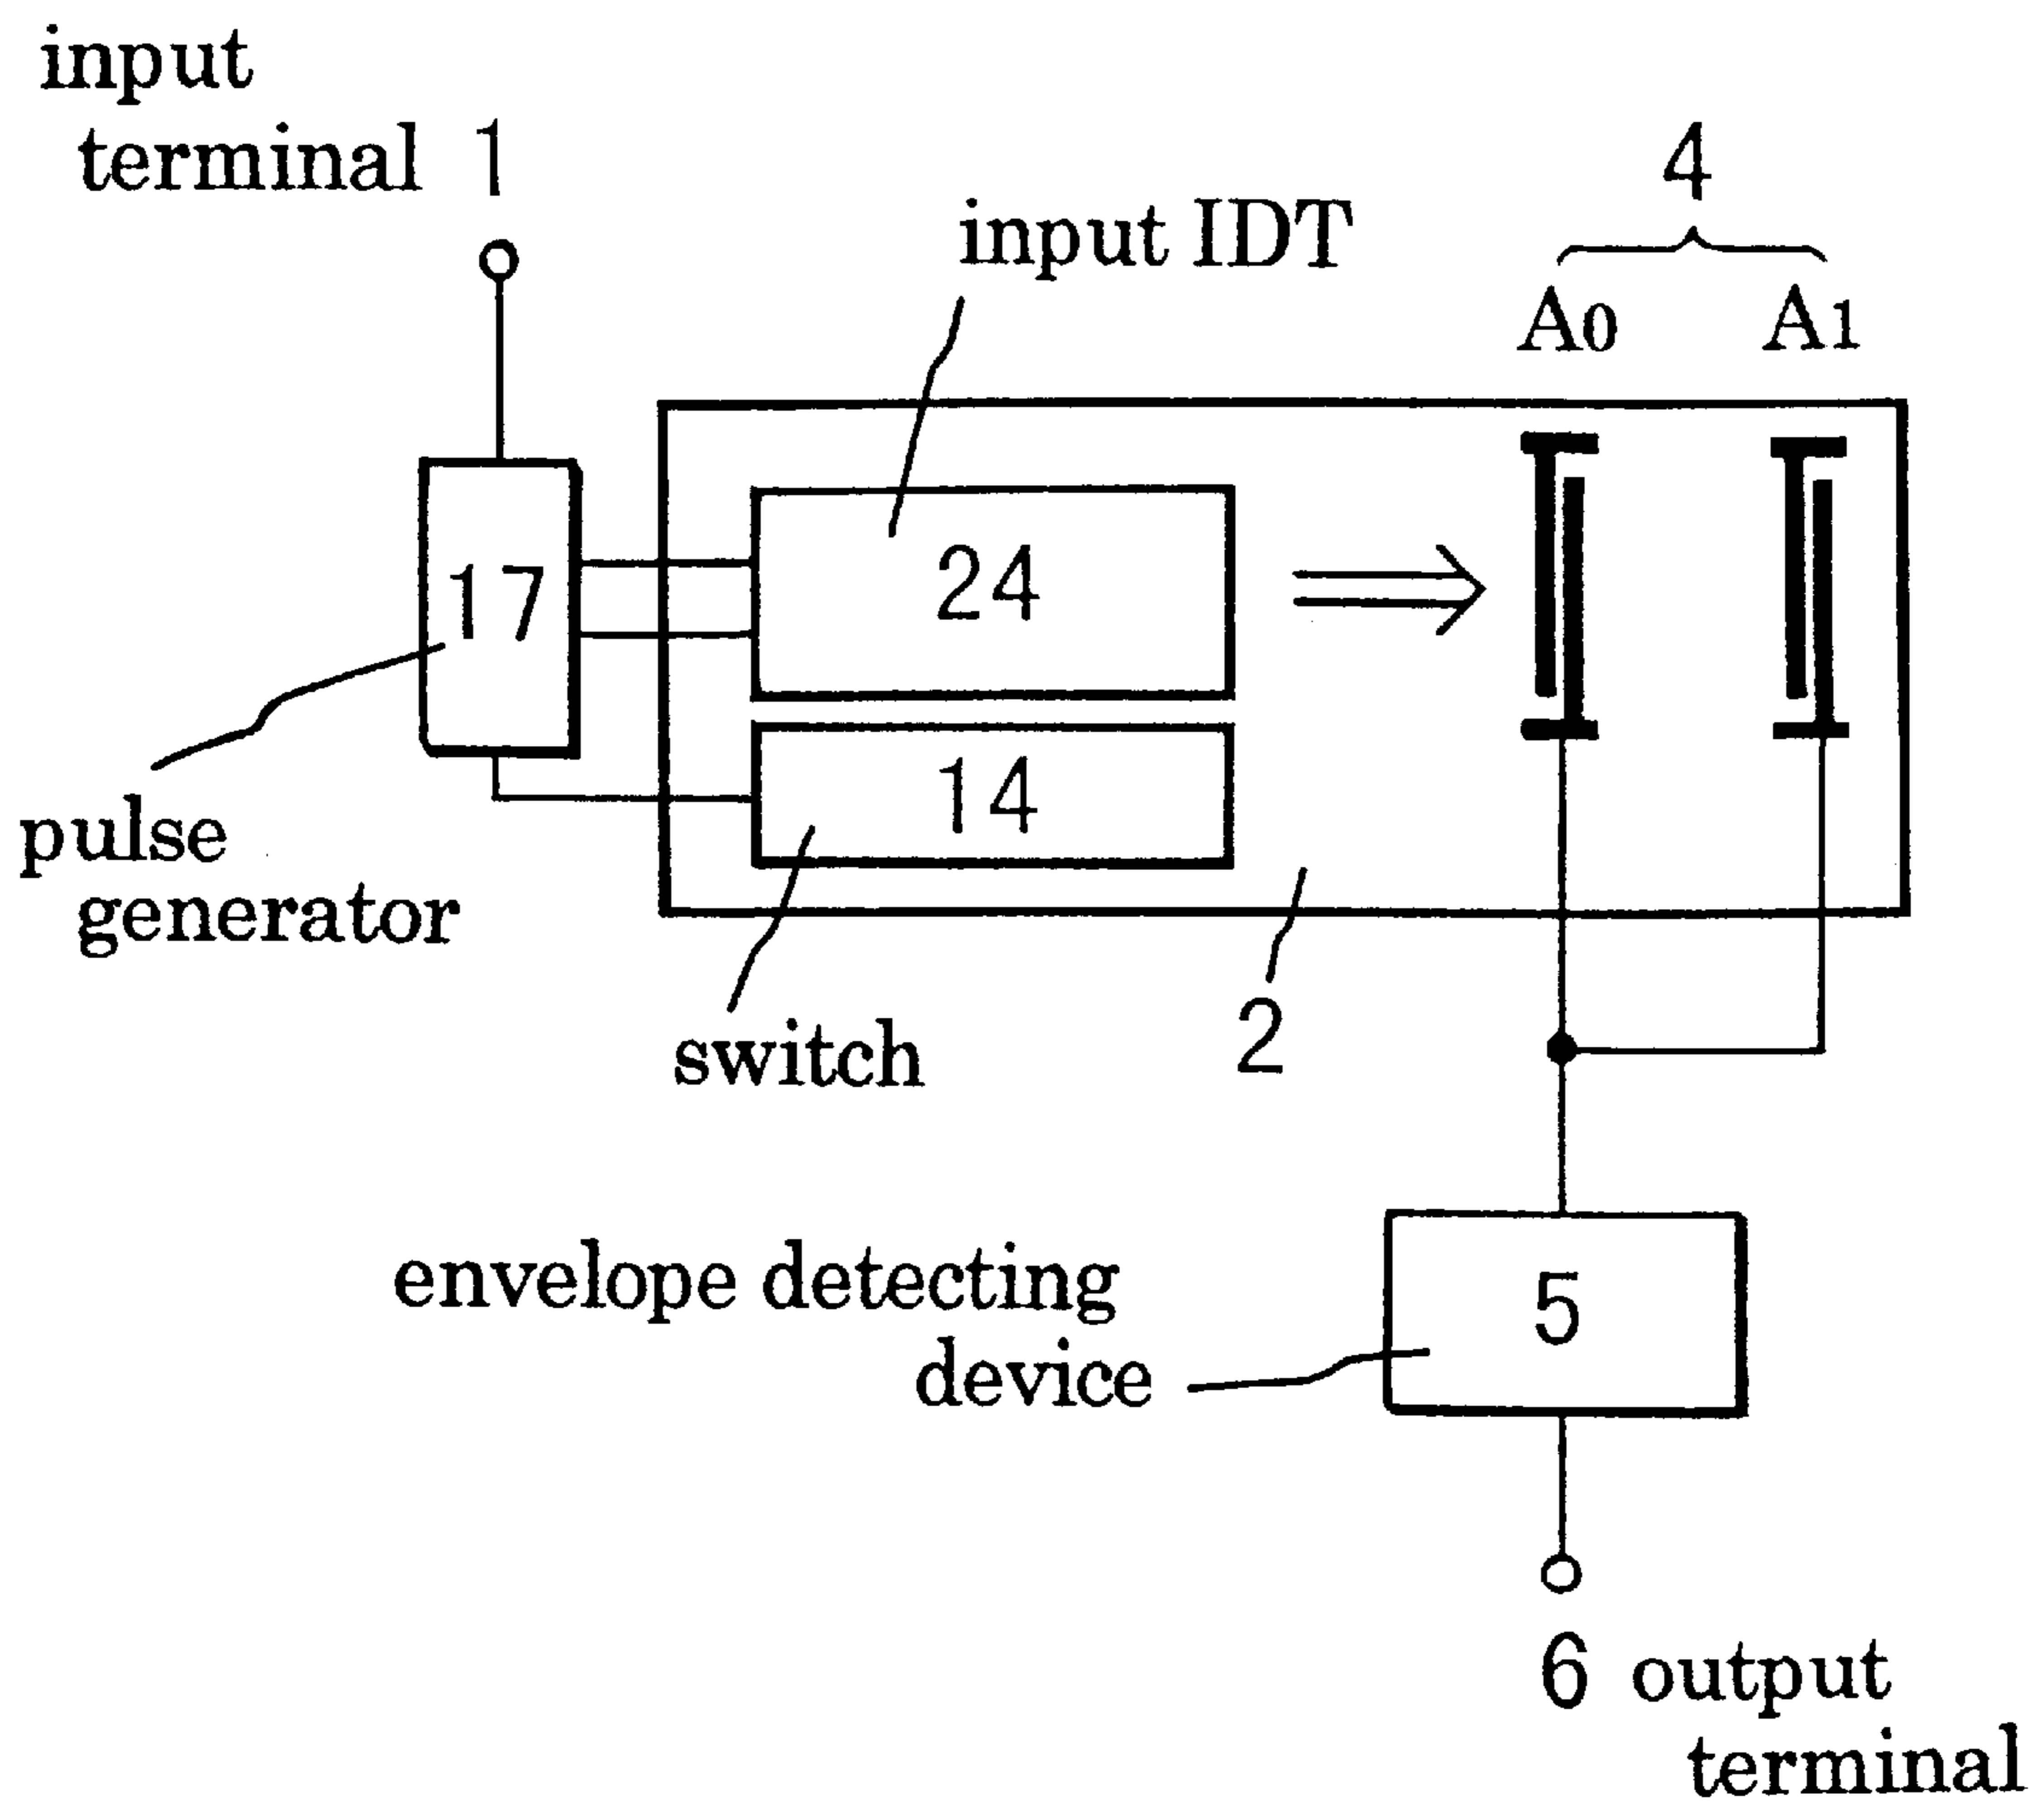 input
terminal 1
4
input IDT
A0 A1
17
24
14
pulse
generator
switch
2
envelope detecting
device
5
6 output
terminal